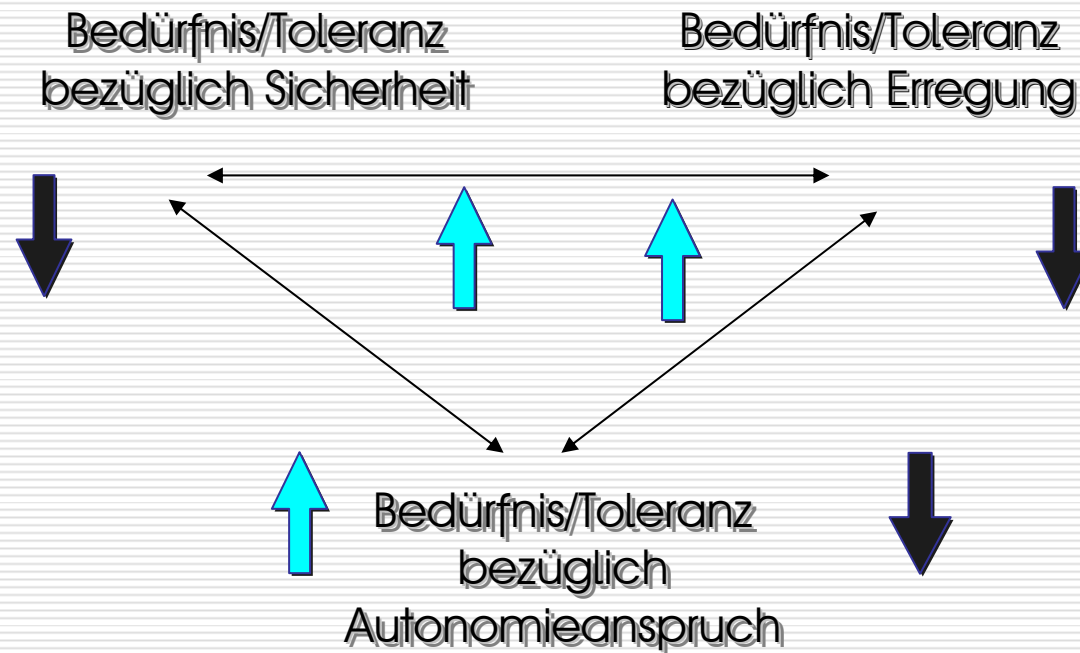 Bedürfnis/Toleranz
bezüglich Sicherheit
Bedürfnis/Toleranz
bezüglich Erregung
Bedürfnis/Toleranz
bezüglich
Autonomieanspruch